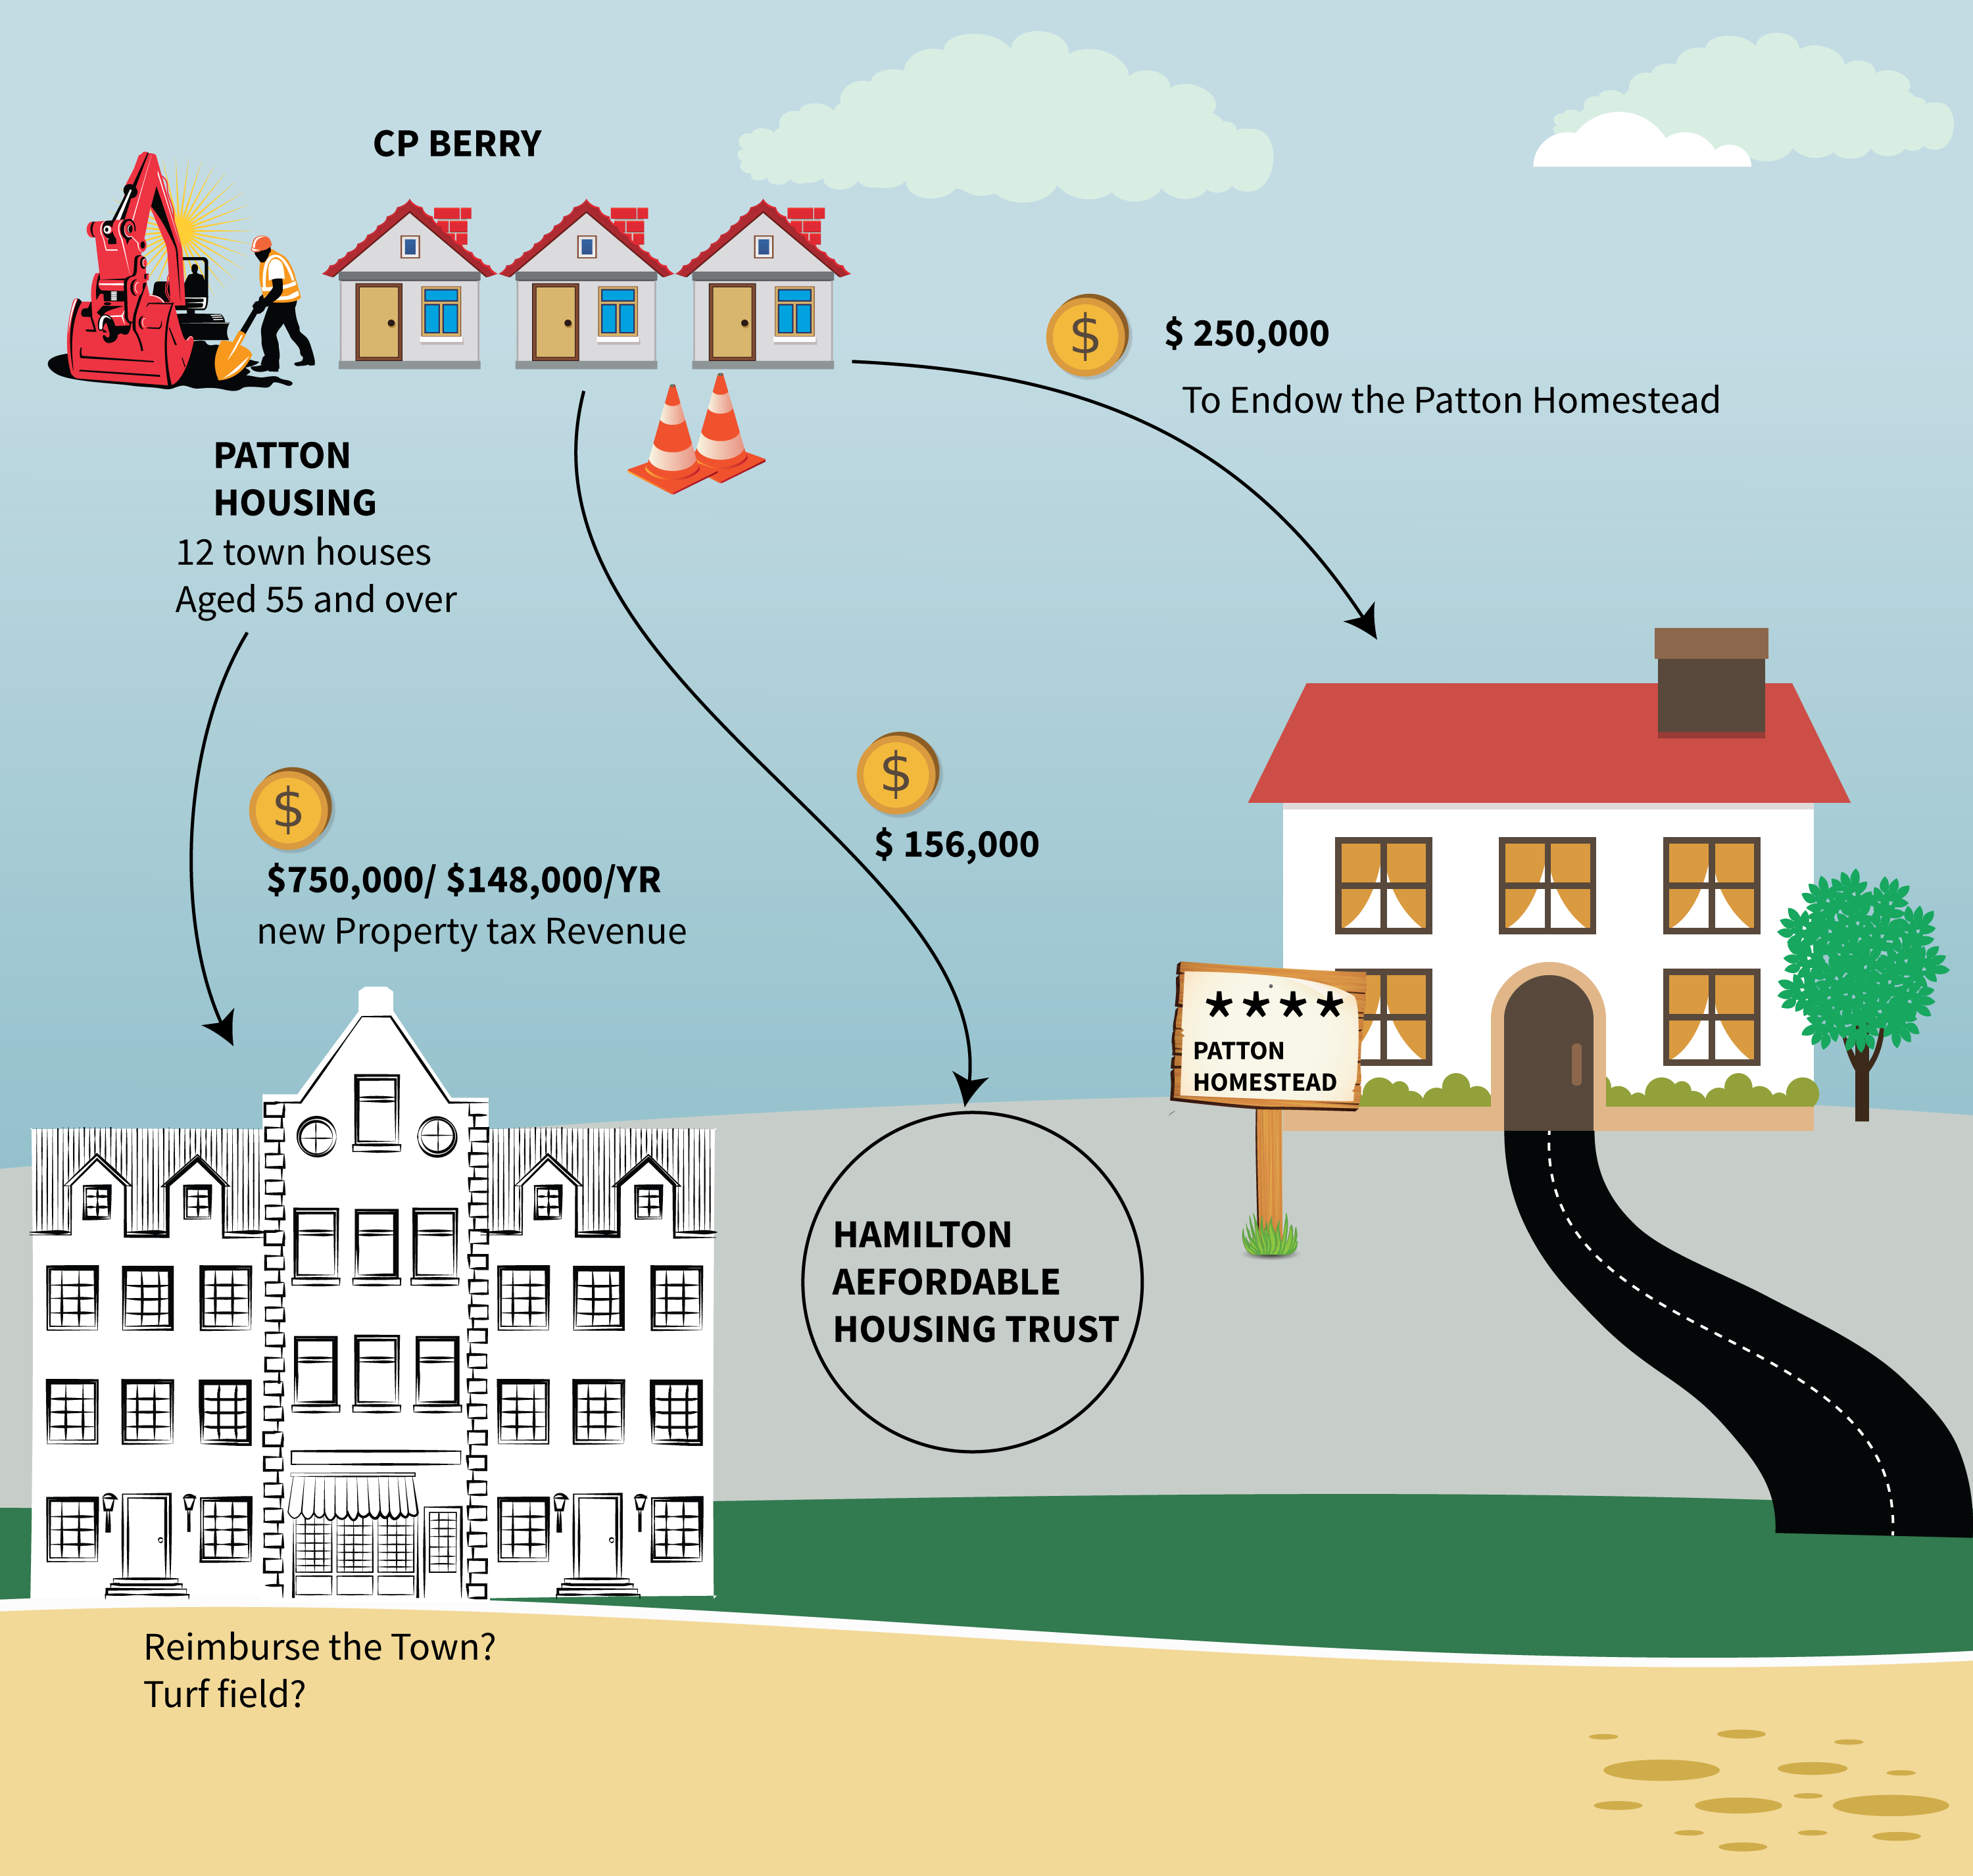 CP BERRY
$
$ 250,000
To Endow the Patton Homestead
PATTON
HOUSING
12 town houses
Aged 55 and over
$
$ 156,000
$
$750,000/ $148,000/YR
new Property tax Revenue
****
PATTON
HOMESTEAD
HAMILTON
AEFORDABLE
HOUSING TRUST
Reimburse the Town?
Turf field?